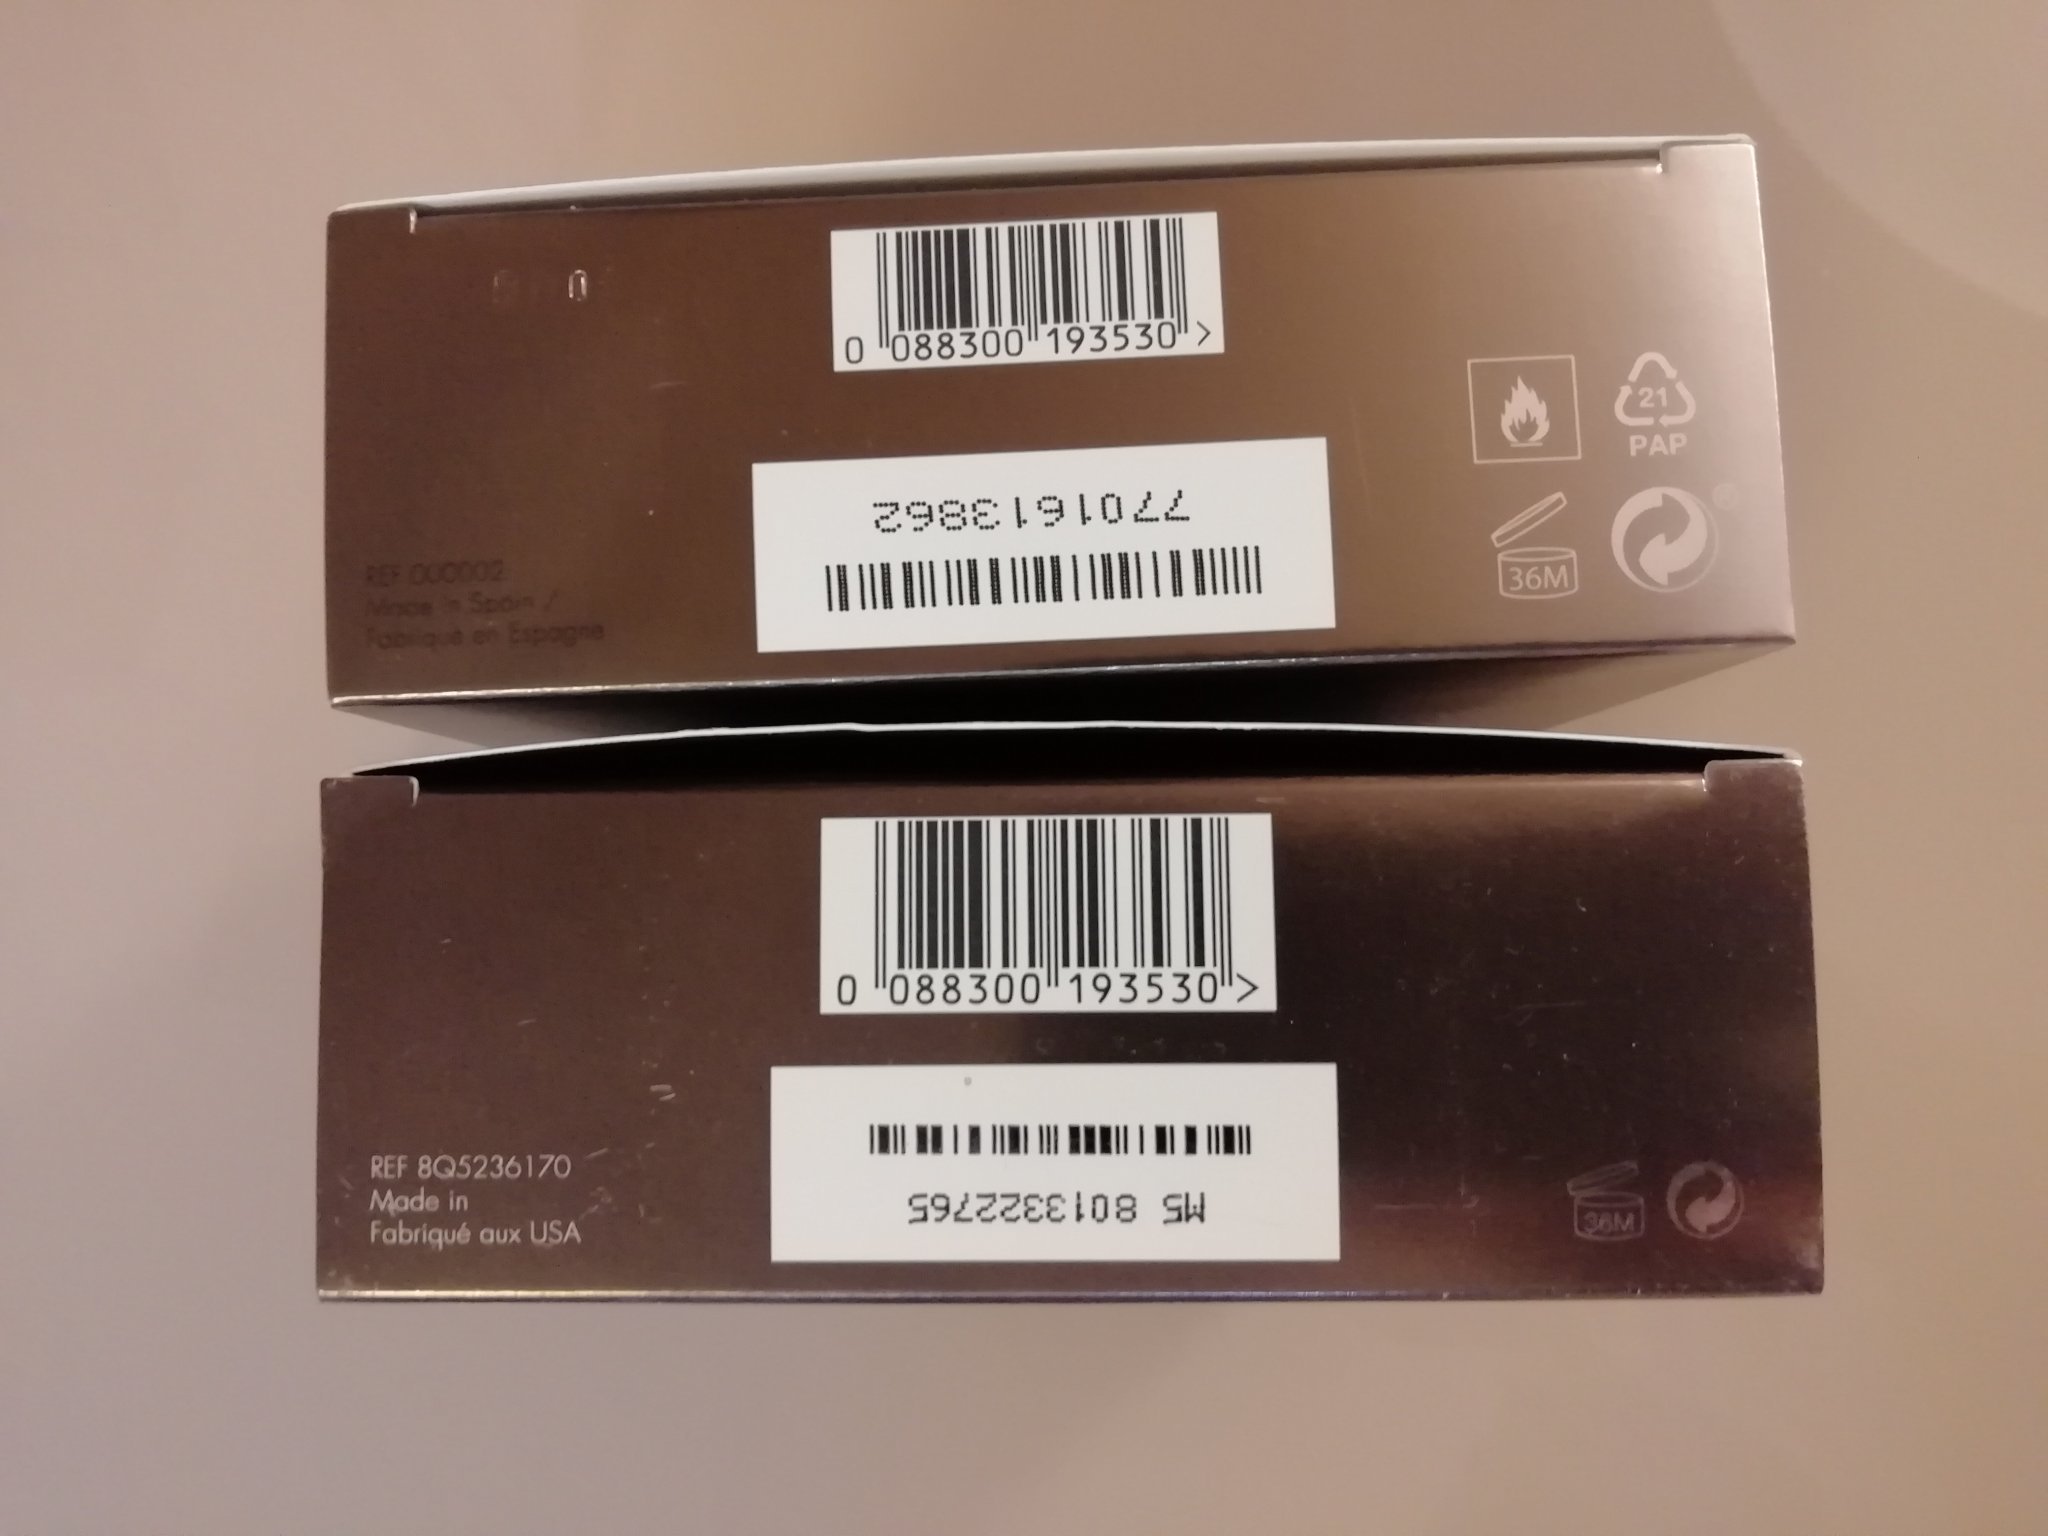 0 088300 193530 >
21
PAP
7701613862
36M
REF 000002
Made in Spain /
Fabriqué en Espagne
0 088300 193530 >
REF 8Q5236170
Made in
Fabriqué aux USA
M5 8013322765
36M